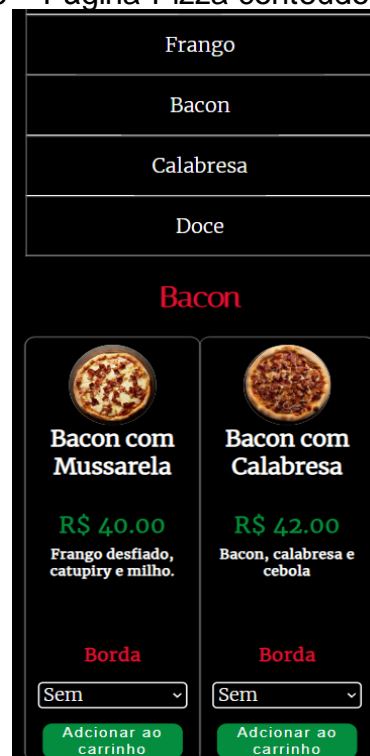 Página Pizza conteúdo
Frango
Bacon
Calabresa
Doce
Bacon
Bacon com
Mussarela
R$ 40.00
Frango desfiado,
catupiry e milho.
Borda
Sem
Adcionar ao
carrinho
Bacon com
Calabresa
R$ 42.00
Bacon, calabresa e
cebola
Borda
Sem
Adcionar ao
carrinho